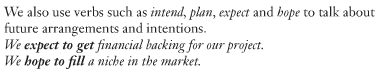 We also use verbs such as intend, plan, expect and hope to talk about
future arrangements and intentions.
We expect to get financial backing for our project.
We hope to fill a niche in the market.